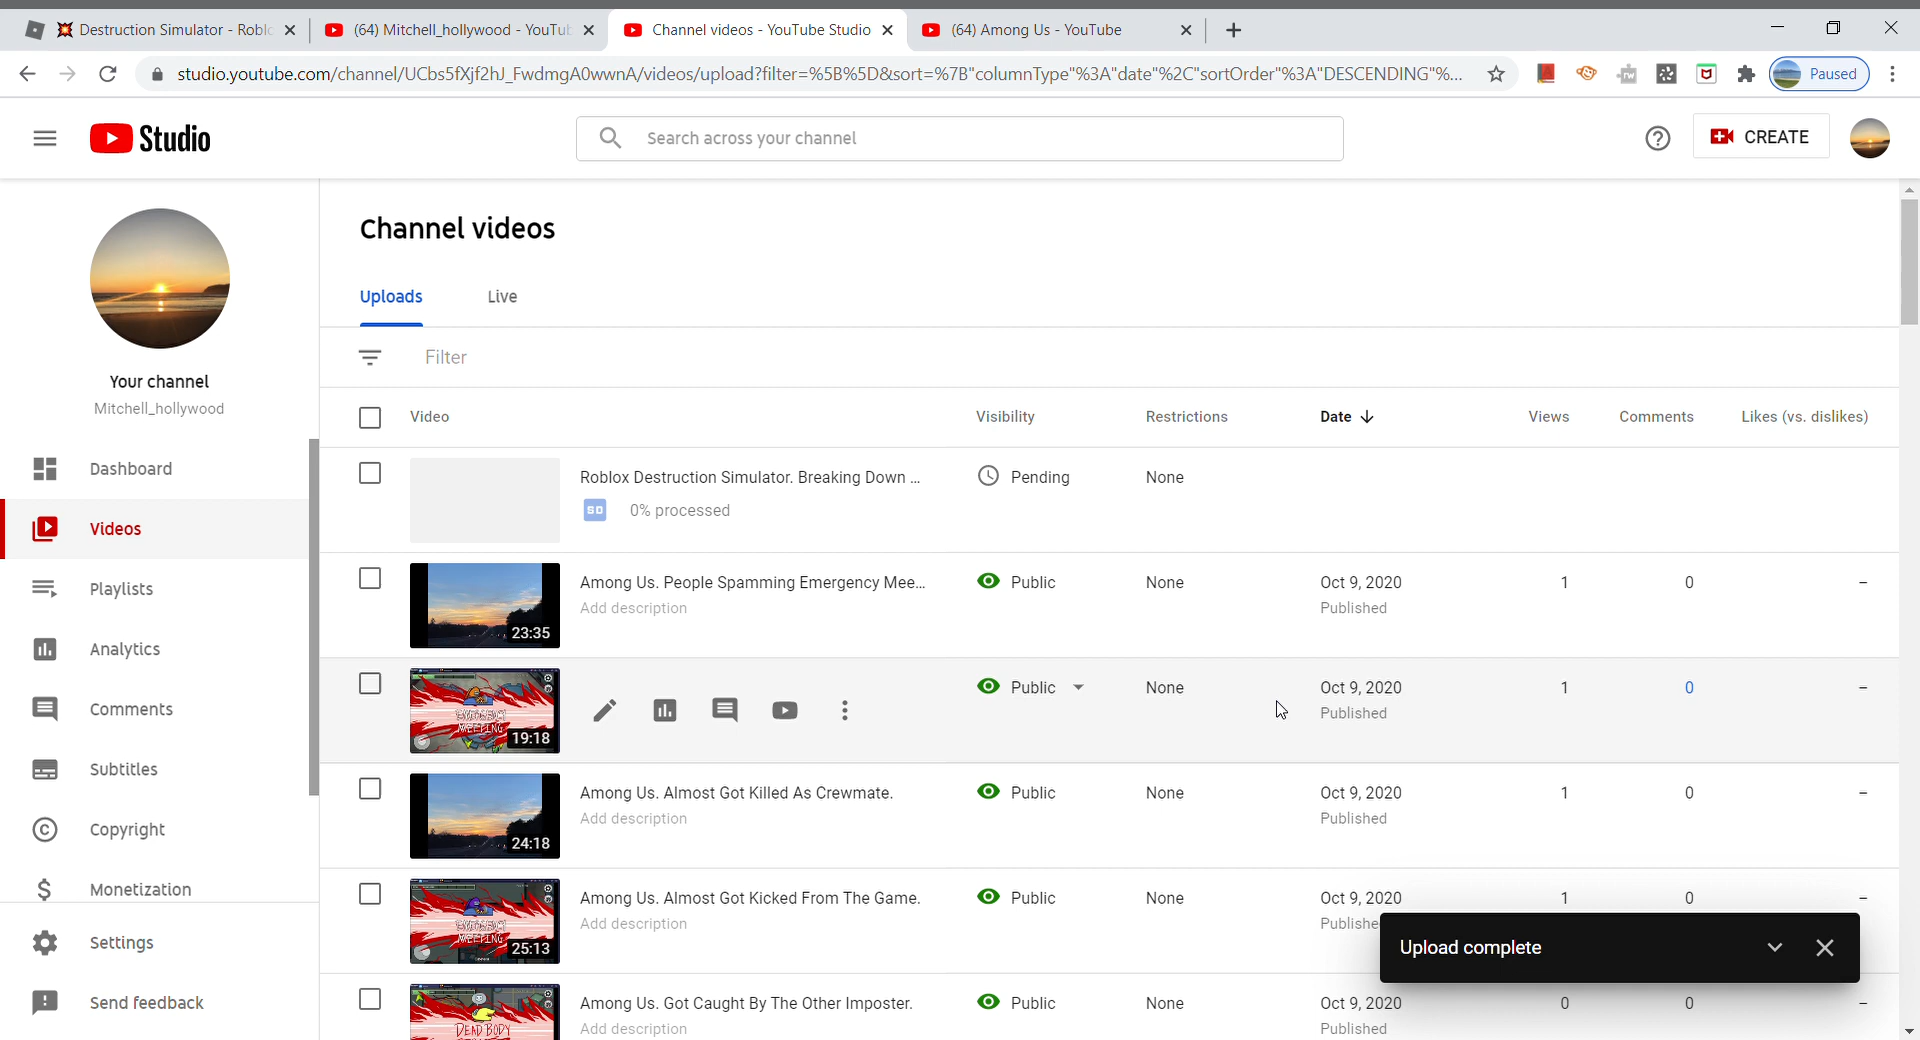 Destruction Simulator - Roblo
(64) Mitchell_hollywood - YouTub
Channel videos - YouTube Studio
(64) Among Us - YouTube
studio.youtube.com/channel/UCbs5fXjf2hJ_FwdmgA0wwnA/videos/upload?filter=%5B%5D&sort=%7B"columnType"%3A"date"%2C"sortOrder"%3A"DESCENDING"%...
Paused
Studio
Search across your channel
CREATE
Your channel
Mitchell_hollywood
Dashboard
Videos
Playlists
Analytics
Comments
Subtitles
Copyright
Monetization
Settings
Send feedback
Channel videos
Uploads Live
Filter
Video Visibility Restrictions Date Views Comments Likes (vs. dislikes)
Roblox Destruction Simulator. Breaking Down ... Pending None
SD 0% processed
Among Us. People Spamming Emergency Mee... Public None Oct 9, 2020 1 0 –
Add description Published
23:35
Public None Oct 9, 2020 1 0 –
Published
EMERGENCY MEETING
19:18
Among Us. Almost Got Killed As Crewmate. Public None Oct 9, 2020 1 0 –
Add description Published
24:18
Among Us. Almost Got Kicked From The Game. Public None Oct 9, 2020 1 0 –
Add description Publishe
EMERGENCY MEETING
25:13
Upload complete
Among Us. Got Caught By The Other Imposter. Public None Oct 9, 2020 0 0 –
Add description Published
DEAD BODY